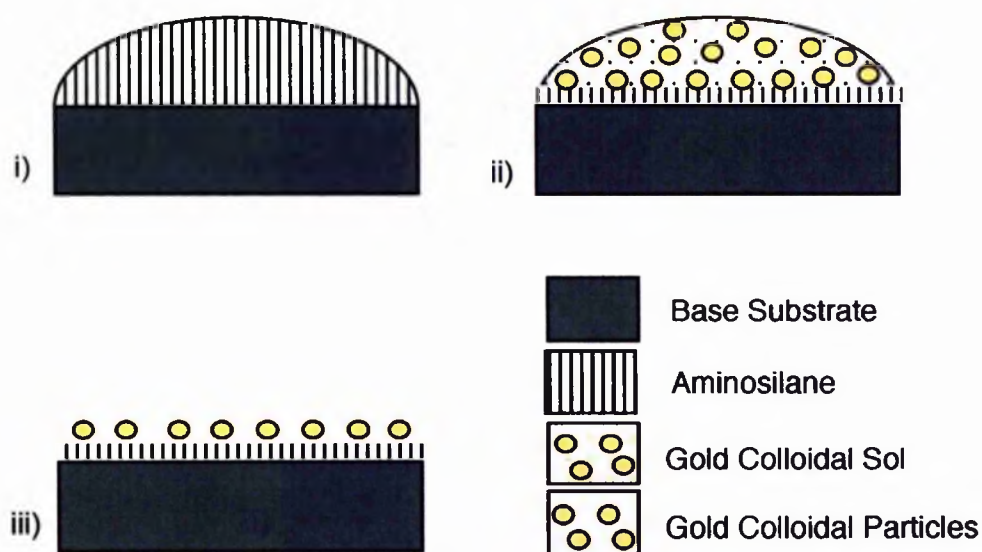 i)
ii)
iii)
Base Substrate
Aminosilane
Gold Colloidal Sol
Gold Colloidal Particles